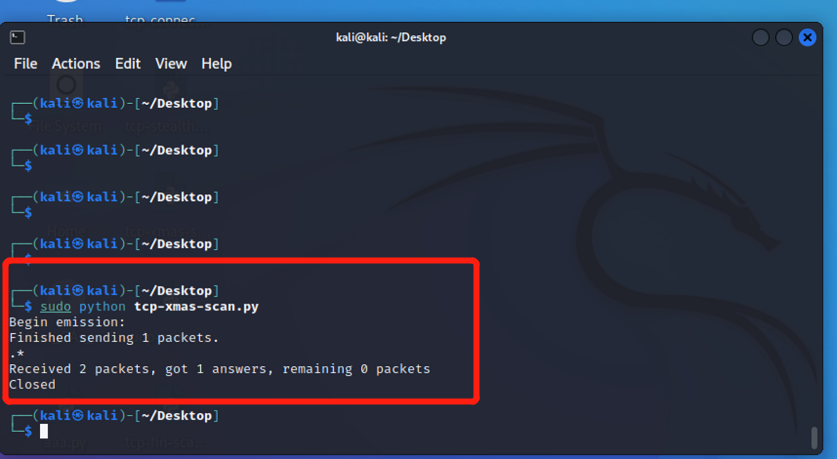 Trash tcp-connec
kali@kali: ~/Desktop
File Actions Edit View Help
┌──(kali㉿kali)-[~/Desktop]
└─$
┌──(kali㉿kali)-[~/Desktop]
└─$
┌──(kali㉿kali)-[~/Desktop]
└─$
┌──(kali㉿kali)-[~/Desktop]
└─$
┌──(kali㉿kali)-[~/Desktop]
└─$ sudo python tcp-xmas-scan.py
Begin emission:
Finished sending 1 packets.
.*
Received 2 packets, got 1 answers, remaining 0 packets
Closed
┌──(kali㉿kali)-[~/Desktop]
└─$